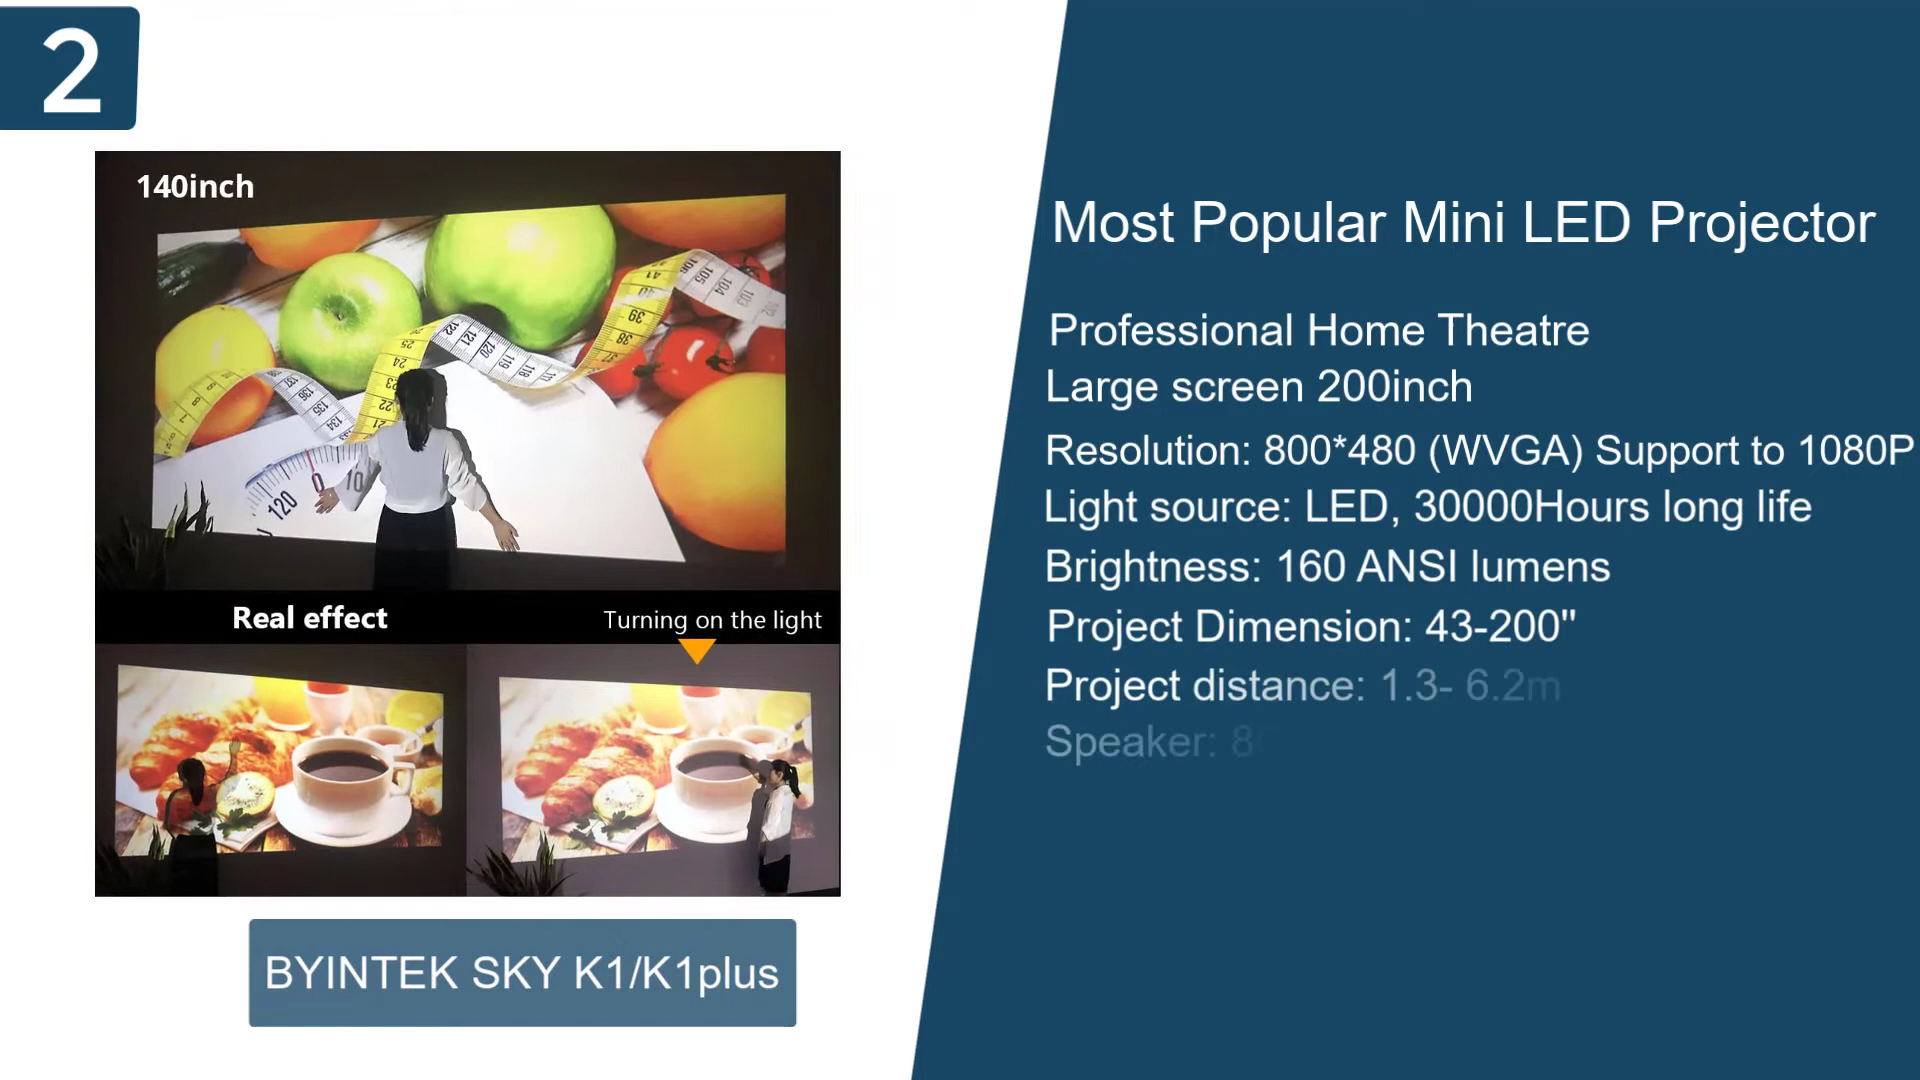 2
140inch
Real effect
Turning on the light
BYINTEK SKY K1/K1plus
Most Popular Mini LED Projector
Professional Home Theatre
Large screen 200inch
Resolution: 800*480 (WVGA) Support to 1080P
Light source: LED, 30000Hours long life
Brightness: 160 ANSI lumens
Project Dimension: 43-200"
Project distance: 1.3- 6.2m
Speaker: